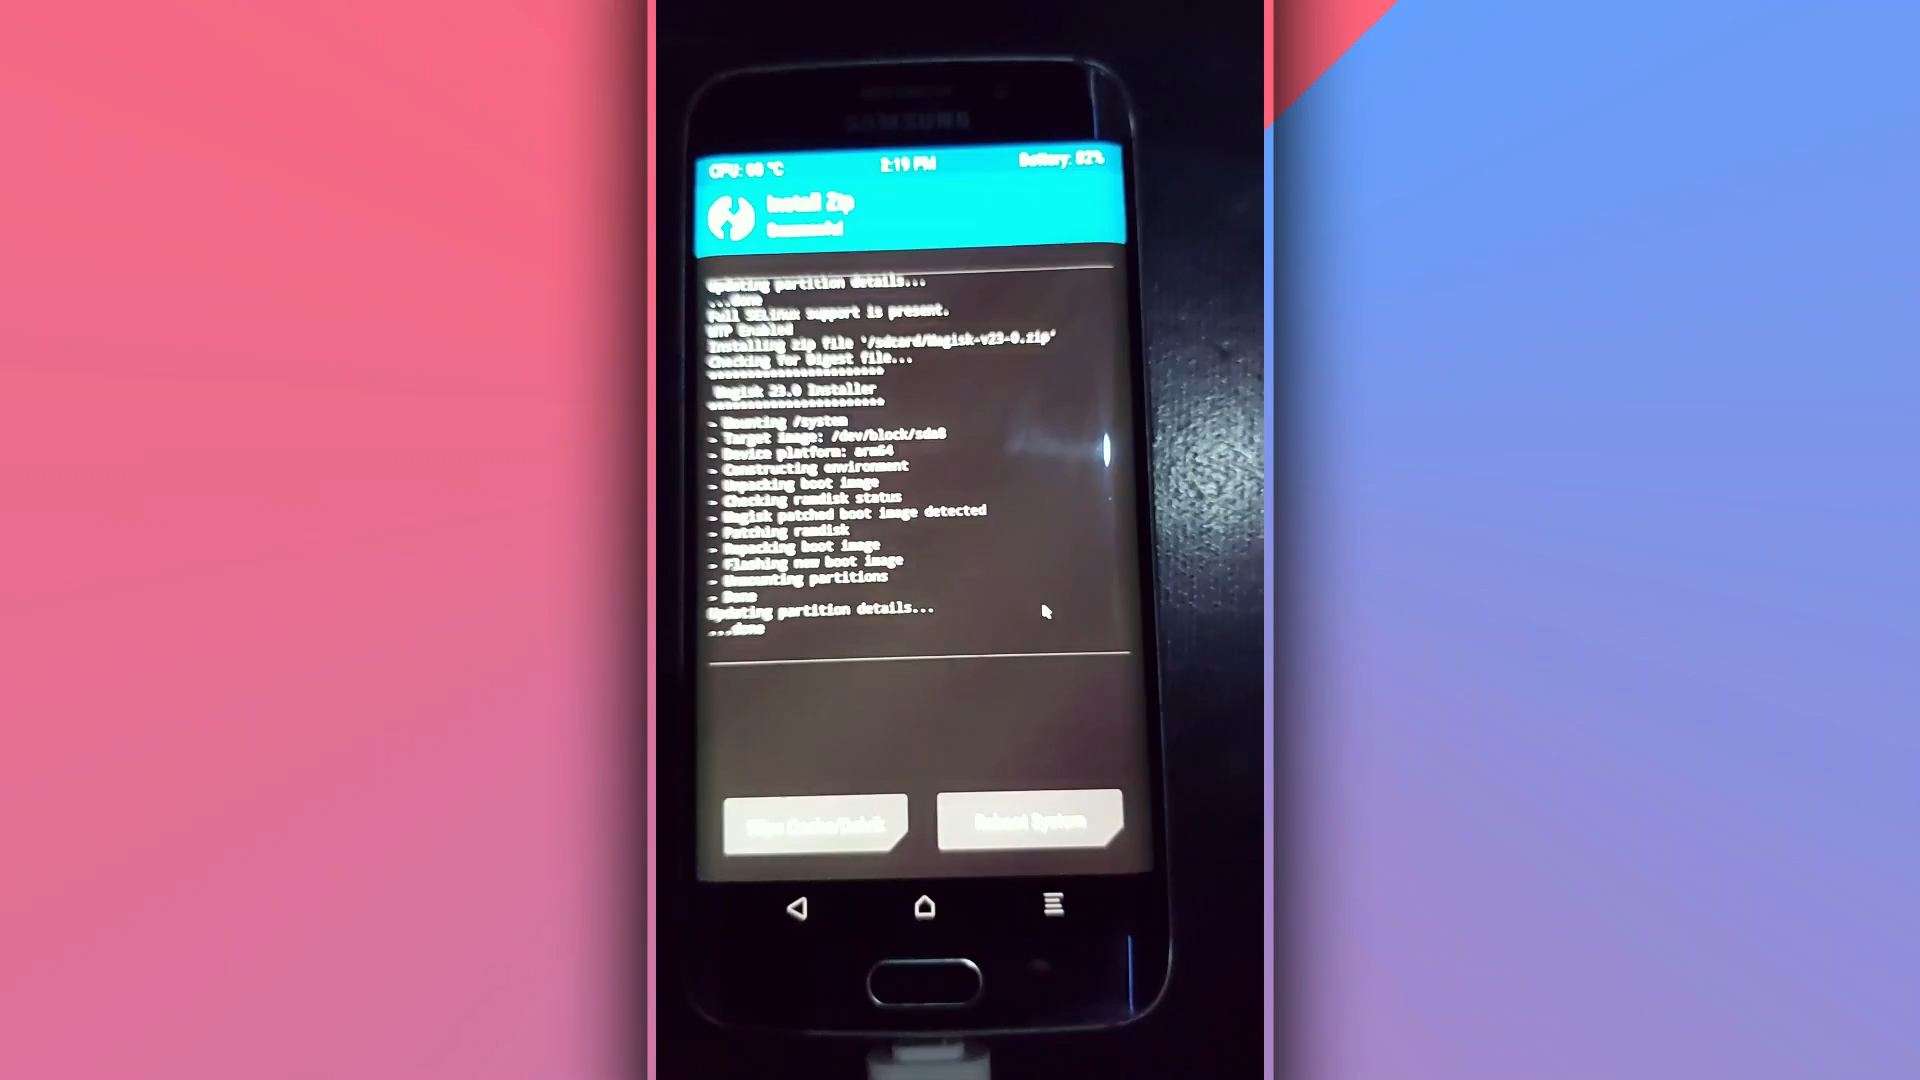 SAMSUNG
CPU: 60 °C
2:19 PM
Battery: 82%
Install Zip
Successful
Updating partition details...
...done
Full SELinux support is present.
MTP Enabled
Installing zip file '/sdcard/Magisk-v23-0.zip'
Checking for Digest file...
***********************
Magisk 23.0 Installer
***********************
- Mounting /system
- Target image: /dev/block/sda8
- Device platform: arm64
- Constructing environment
- Unpacking boot image
- Checking ramdisk status
- Magisk patched boot image detected
- Patching ramdisk
- Repacking boot image
- Flashing new boot image
- Unmounting partitions
- Done
Updating partition details...
...done
Wipe Cache/Dalvik
Reboot System